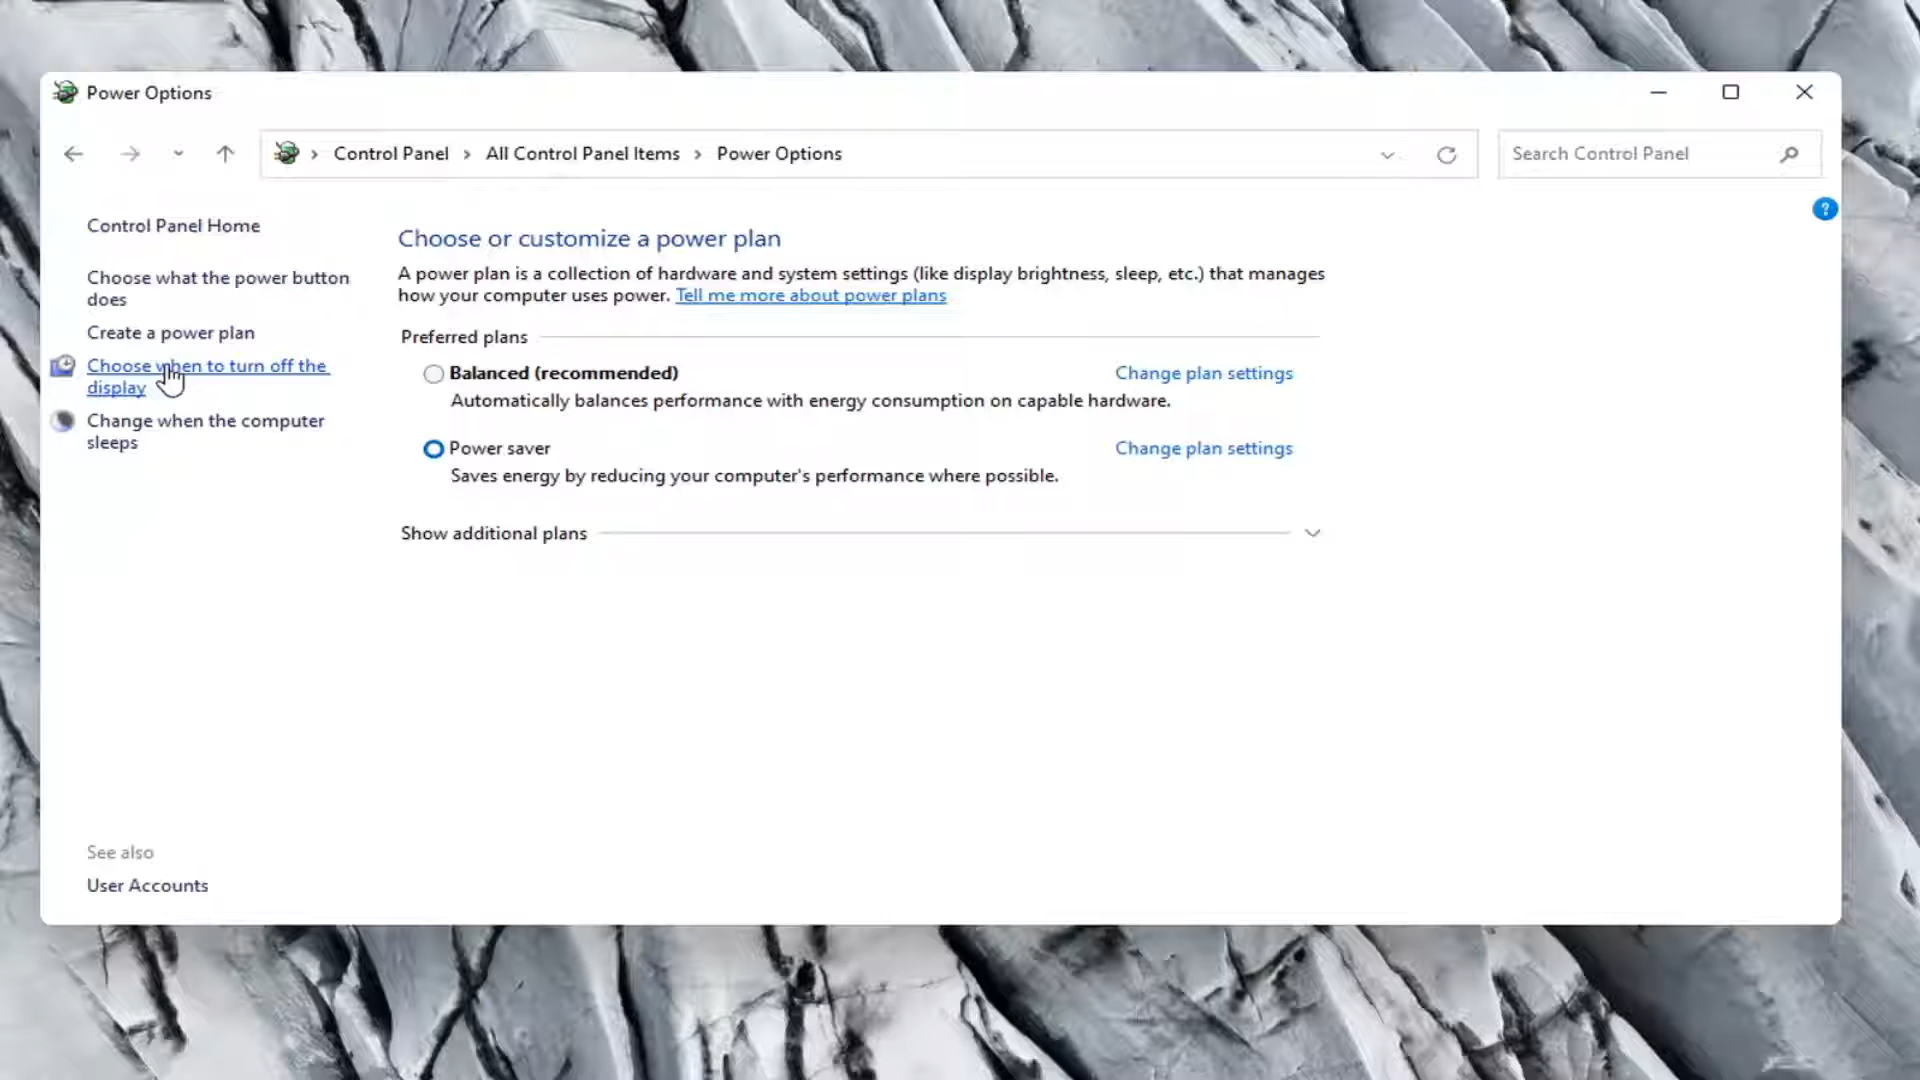 Power Options
Control Panel
All Control Panel Items
Power Options
Search Control Panel
?
Control Panel Home
Choose what the power button
does
Create a power plan
Choose when to turn off the
display
Change when the computer
sleeps
See also
User Accounts
Choose or customize a power plan
A power plan is a collection of hardware and system settings (like display brightness, sleep, etc.) that manages
how your computer uses power. Tell me more about power plans
Preferred plans
Balanced (recommended) Change plan settings
Automatically balances performance with energy consumption on capable hardware.
Power saver Change plan settings
Saves energy by reducing your computer's performance where possible.
Show additional plans